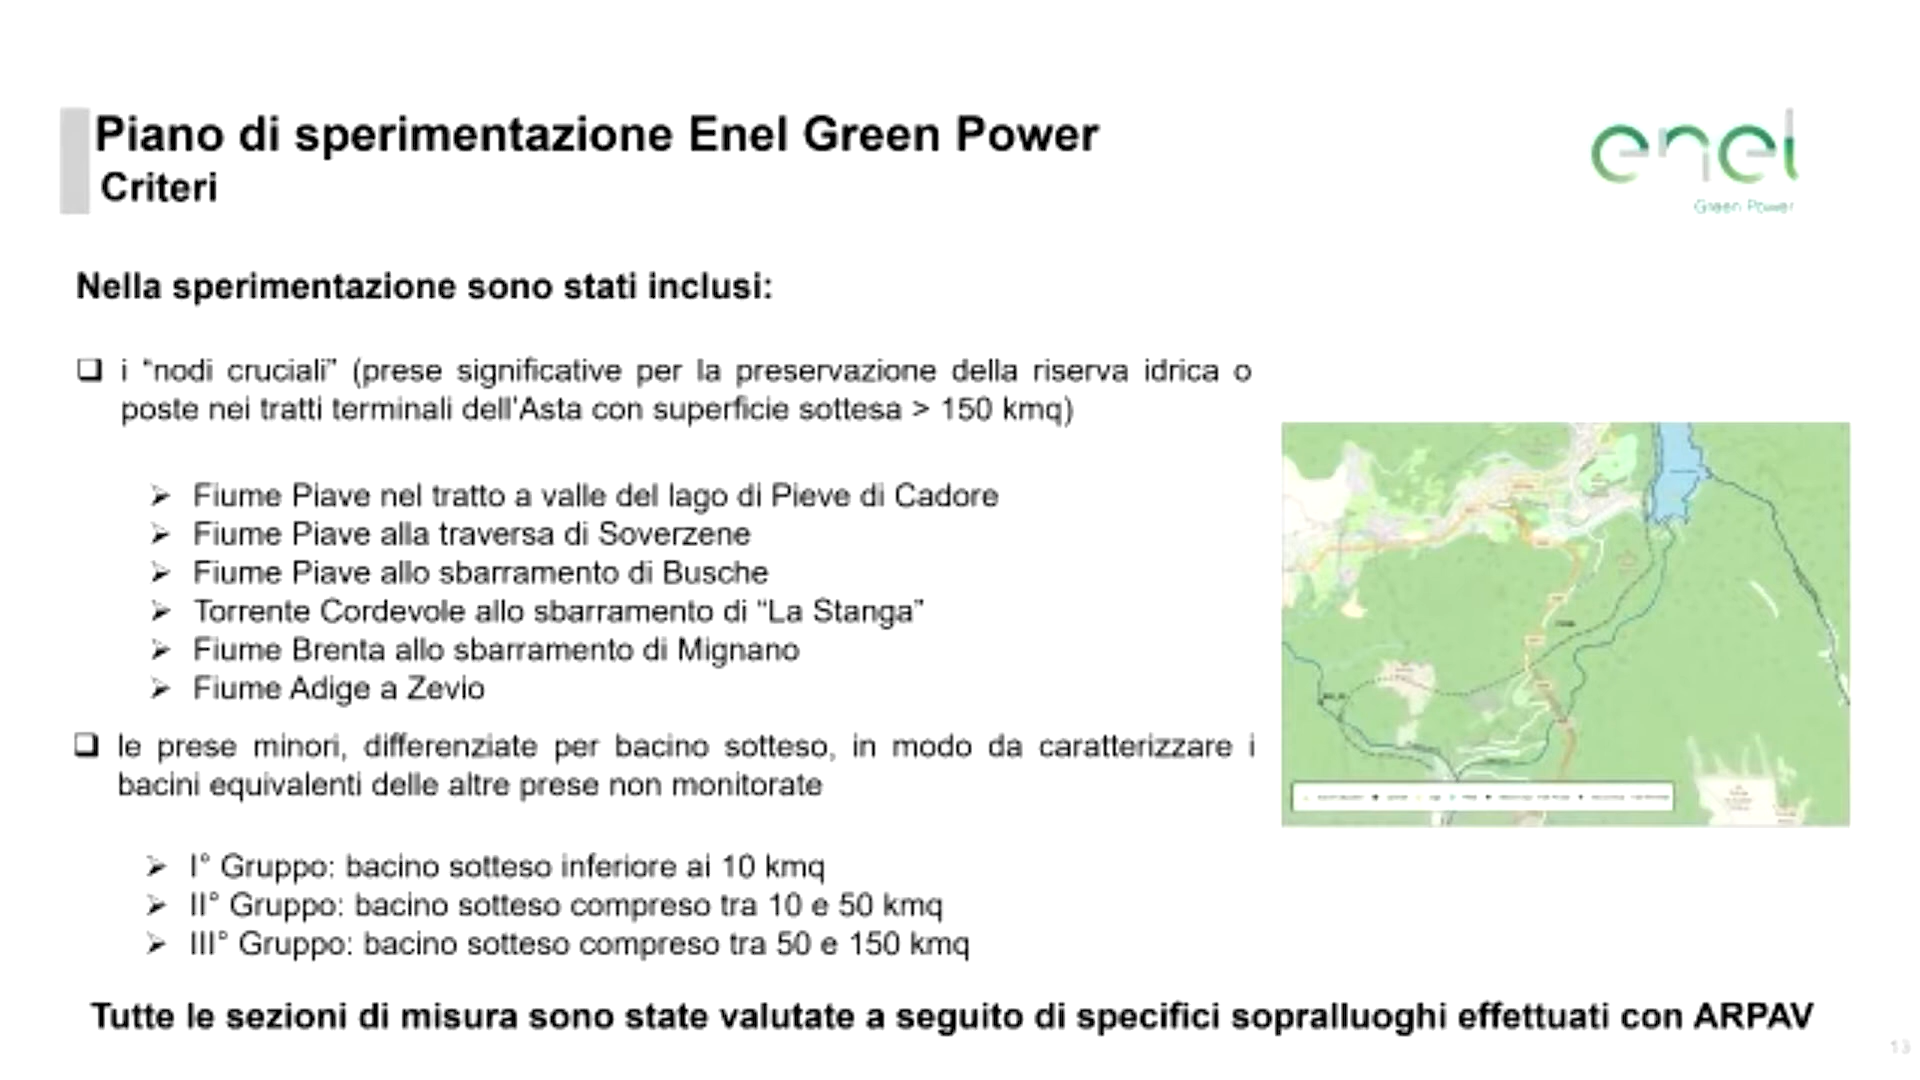 Piano di sperimentazione Enel Green Power
Criteri
enel
Green Power
Nella sperimentazione sono stati inclusi:
❑ i “nodi cruciali” (prese significative per la preservazione della riserva idrica o
poste nei tratti terminali dell’Asta con superficie sottesa > 150 kmq)
➢ Fiume Piave nel tratto a valle del lago di Pieve di Cadore
➢ Fiume Piave alla traversa di Soverzene
➢ Fiume Piave allo sbarramento di Busche
➢ Torrente Cordevole allo sbarramento di “La Stanga”
➢ Fiume Brenta allo sbarramento di Mignano
➢ Fiume Adige a Zevio
❑ le prese minori, differenziate per bacino sotteso, in modo da caratterizzare i
bacini equivalenti delle altre prese non monitorate
➢ I° Gruppo: bacino sotteso inferiore ai 10 kmq
➢ II° Gruppo: bacino sotteso compreso tra 10 e 50 kmq
➢ III° Gruppo: bacino sotteso compreso tra 50 e 150 kmq
Tutte le sezioni di misura sono state valutate a seguito di specifici sopralluoghi effettuati con ARPAV
13